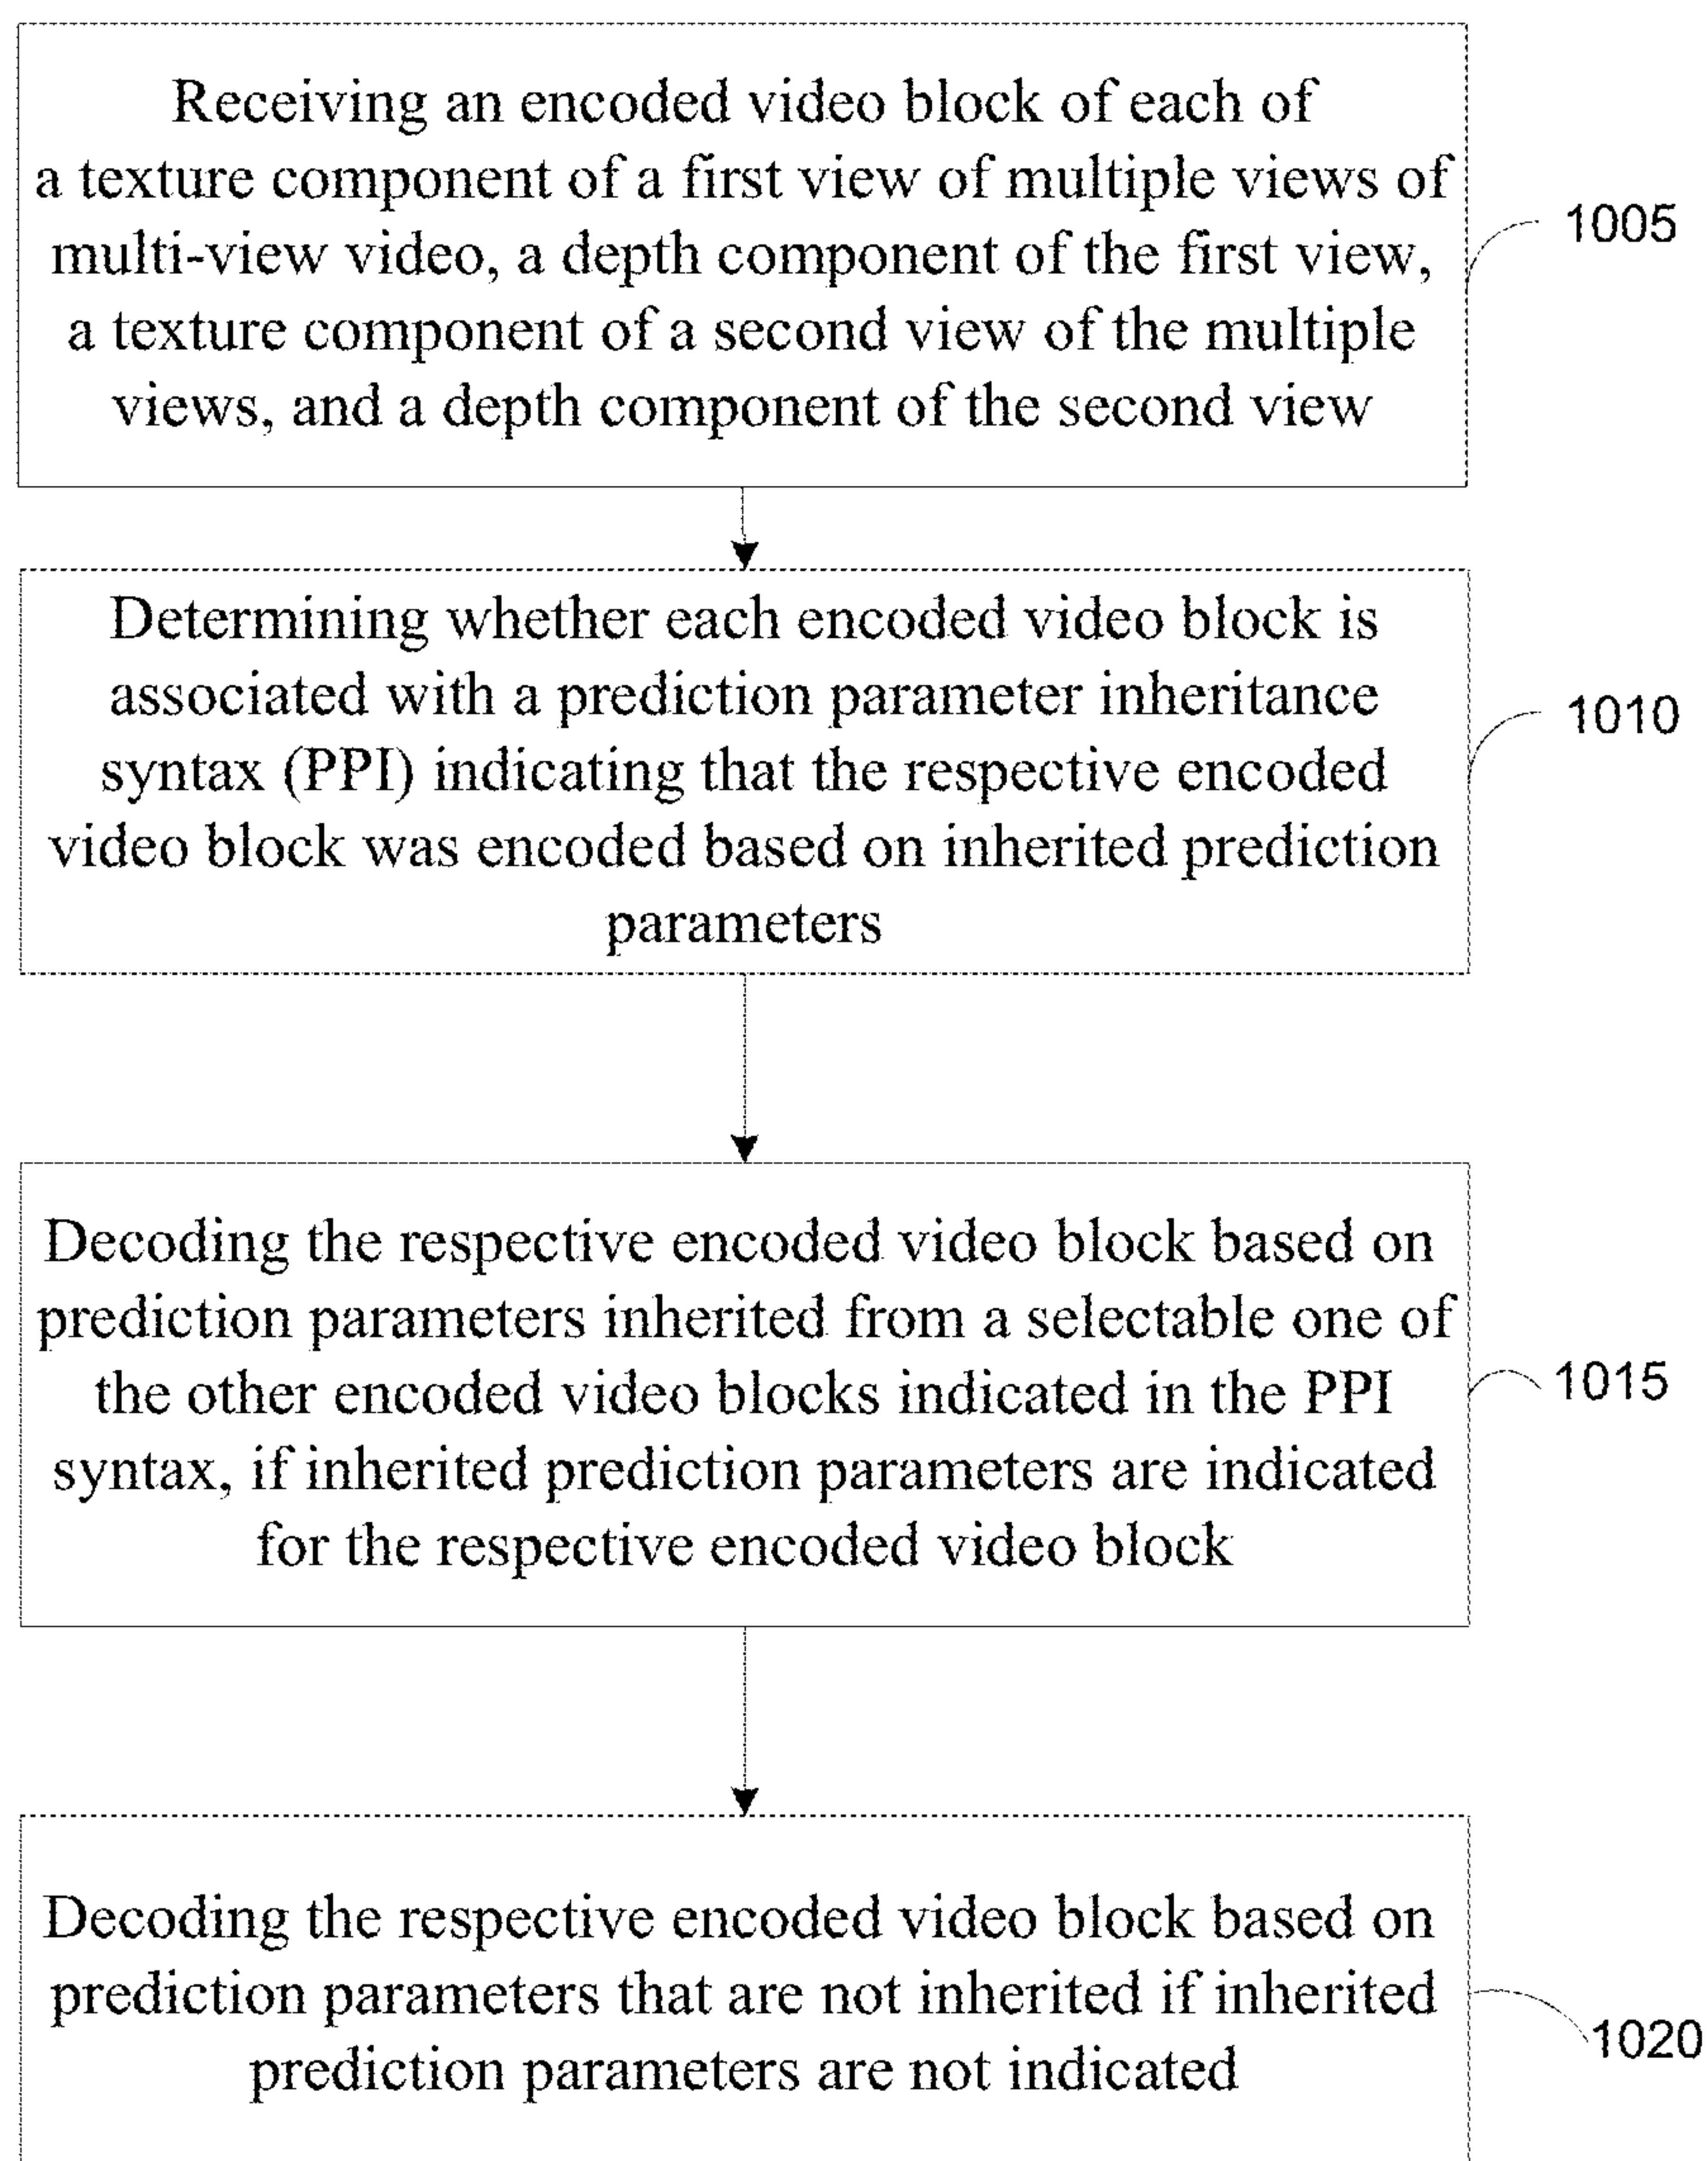 Receiving an encoded video block of each of
a texture component of a first view of multiple views of
multi-view video, a depth component of the first view,
a texture component of a second view of the multiple
views, and a depth component of the second view
1005
Determining whether each encoded video block is
associated with a prediction parameter inheritance
syntax (PPI) indicating that the respective encoded
video block was encoded based on inherited prediction
parameters
1010
Decoding the respective encoded video block based on
prediction parameters inherited from a selectable one of
the other encoded video blocks indicated in the PPI
syntax, if inherited prediction parameters are indicated
for the respective encoded video block
1015
Decoding the respective encoded video block based on
prediction parameters that are not inherited if inherited
prediction parameters are not indicated
1020